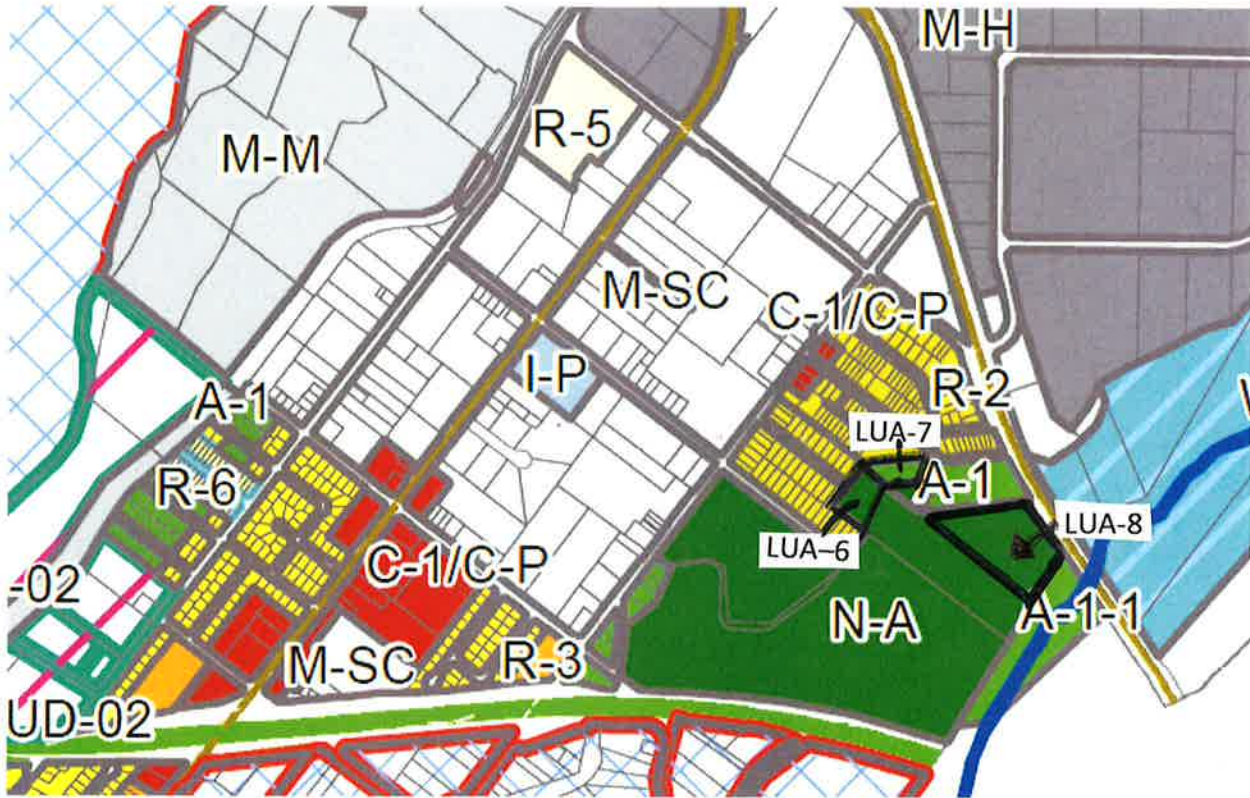 M-H
R-5
M-M
M-SC
C-1/C-P
I-P
R-2
A-1
LUA-7
R-6
A-1
LUA-8
LUA-6
C-1/C-P
-02
N-A
A-1-1
M-SC
R-3
UD-02